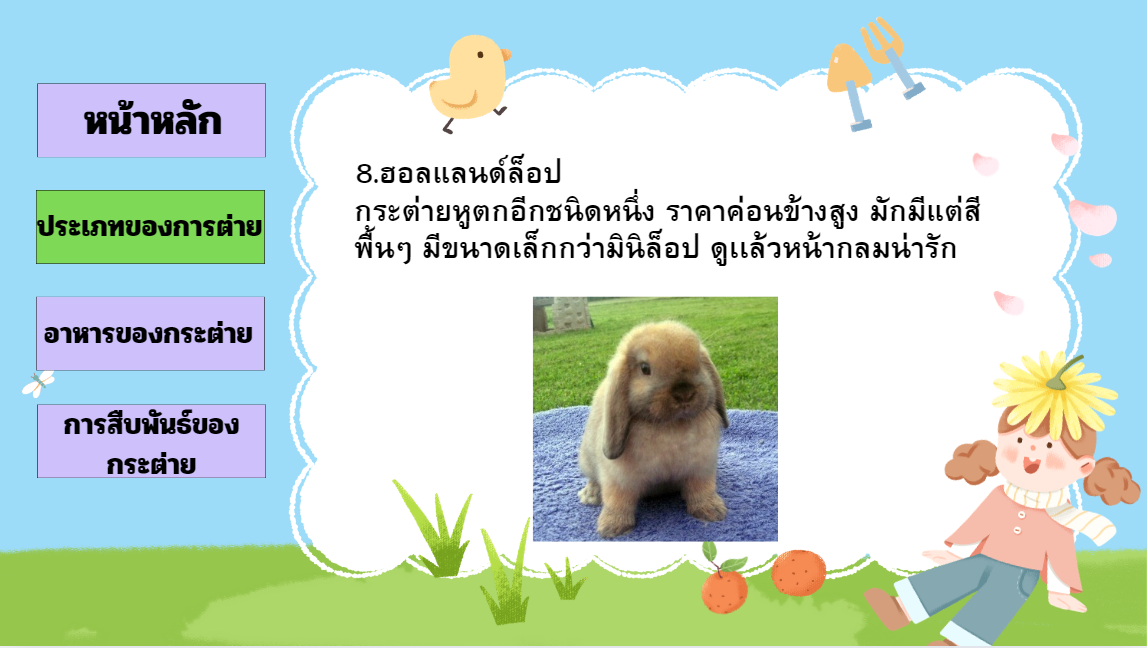 หน้าหลัก
ประเภทของการต่าย
อาหารของกระต่าย
การสืบพันธ์ของ
กระต่าย
8.ฮอลแลนด์ล็อป
กระต่ายหูตกอีกชนิดหนึ่ง ราคาค่อนข้างสูง มักมีแต่สี
พื้นๆ มีขนาดเล็กกว่ามินิล็อป ดูแล้วหน้ากลมน่ารัก